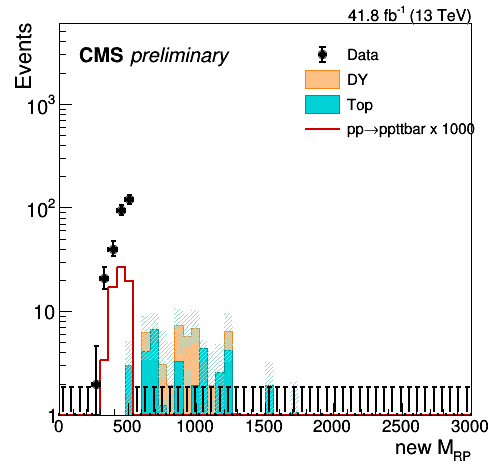 41.8 fb⁻¹ (13 TeV)
Events
CMS preliminary
Data
DY
Top
pp→ppttbar x 1000
10³
10²
10
1
0 500 1000 1500 2000 2500 3000
new M_RP